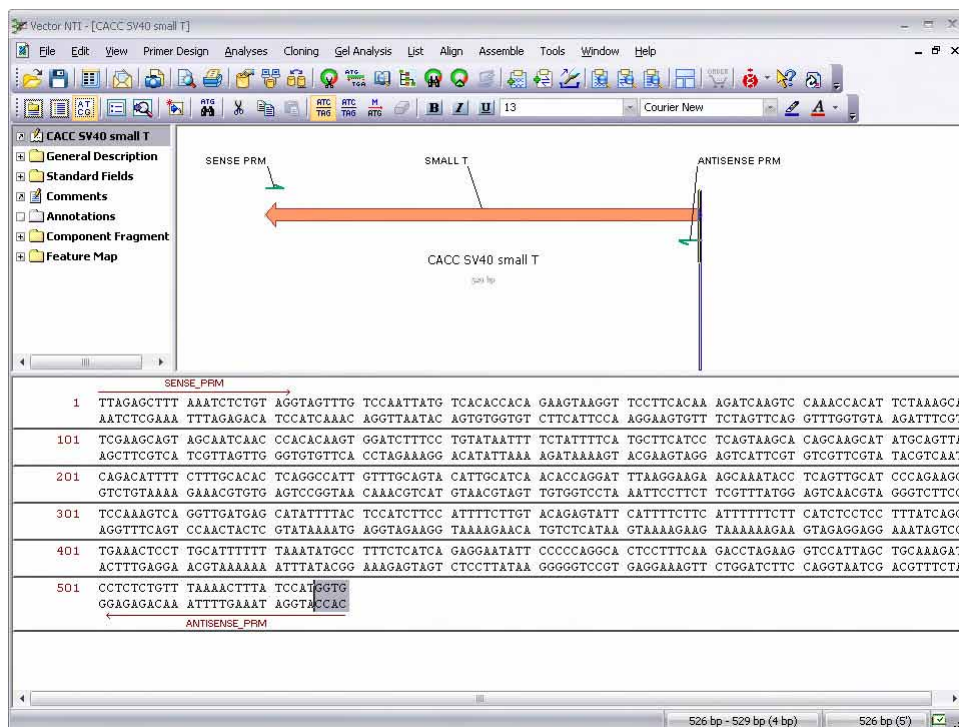 Vector NTI - [CACC SV40 small T]
File Edit View Primer Design Analyses Cloning Gel Analysis List Align Assemble Tools Window Help
B I U 13 Courier New A
CACC SV40 small T
General Description
Standard Fields
Comments
Annotations
Component Fragment
Feature Map
SENSE PRM SMALL T ANTISENSE PRM
CACC SV40 small T
526 bp
SENSE_PRM
1 TTAGAGCTTT AAATCTCTGT AGGTAGTTTG TCCAATTATG TCACACCACA GAAGTAAGGT TCCTTCACAA AGATCAAGTC CAAACCACAT TCTAAAGCA
AATCTCGAAA TTTAGAGACA TCCATCAAAC AGGTTAATAC AGTGTGGTGT CTTCATTCCA AGGAAGTGTT TCTAGTTCAG GTTTGGTGTA AGATTTCGT
101 TCGAAGCAGT AGCAATCAAC CCACACAAGT GGATCTTTCC TGTATAATTT TCTATTTTCA TGCTTCATCC TCAGTAAGCA CAGCAAGCAT ATGCAGTTA
AGCTTCGTCA TCGTTAGTTG GGTGTGTTCA CCTAGAAAGG ACATATTAAA AGATAAAAGT ACGAAGTAGG AGTCATTCGT GTCGTTCGTA TACGTCAAT
201 CAGACATTTT CTTTGCACAC TCAGGCCATT GTTTGCAGTA CATTGCATCA ACACCAGGAT TTAAGGAAGA AGCAAATACC TCAGTTGCAT CCCAGAAGC
GTCTGTAAAA GAAACGTGTG AGTCCGGTAA CAAACGTCAT GTAACGTAGT TGTGGTCCTA AATTCCTTCT TCGTTTATGG AGTCAACGTA GGGTCTTCG
301 TCCAAAGTCA GGTTGATGAG CATATTTTAC TCCATCTTCC ATTTTCTTGT ACAGAGTATT CATTTTCTTC ATTTTTTCTT CATCTCCTCC TTTATCAGG
AGGTTTCAGT CCAACTACTC GTATAAAATG AGGTAGAAGG TAAAAGAACA TGTCTCATAA GTAAAAGAAG TAAAAAAGAA GTAGAGGAGG AAATAGTCC
401 TGAAACTCCT TGCATTTTTT TAAATATGCC TTTCTCATCA GAGGAATATT CCCCCAGGCA CTCCTTTCAA GACCTAGAAG GTCCATTAGC TGCAAAGAT
ACTTTGAGGA ACGTAAAAAA ATTTATACGG AAAGAGTAGT CTCCTTATAA GGGGGTCCGT GAGGAAAGTT CTGGATCTTC CAGGTAATCG ACGTTTCTA
501 CCTCTCTGTT TAAAACTTTA TCCATGGTG
GGAGAGACAA ATTTTGAAAT AGGTACCAC
ANTISENSE_PRM
526 bp - 529 bp (4 bp) 526 bp (5')